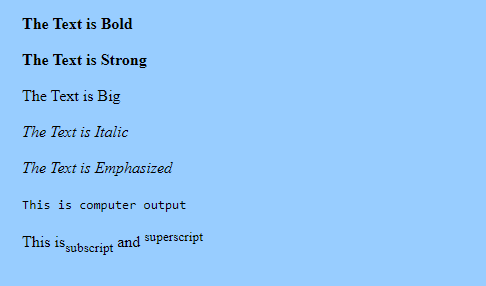 The Text is Bold
The Text is Strong
The Text is Big
The Text is Italic
The Text is Emphasized
This is computer output
This is subscript and superscript